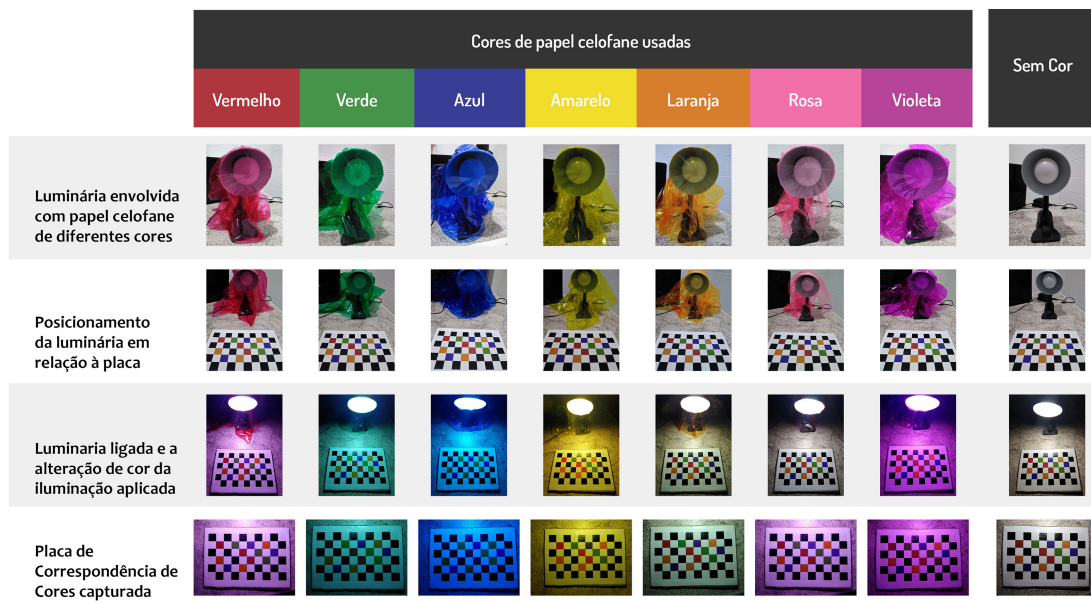 Cores de papel celofane usadas
Sem Cor
Vermelho
Verde
Azul
Amarelo
Laranja
Rosa
Violeta
Luminária envolvida
com papel celofane
de diferentes cores
Posicionamento
da luminária em
relação à placa
Luminaria ligada e a
alteração de cor da
iluminação aplicada
Placa de
Correspondência de
Cores capturada